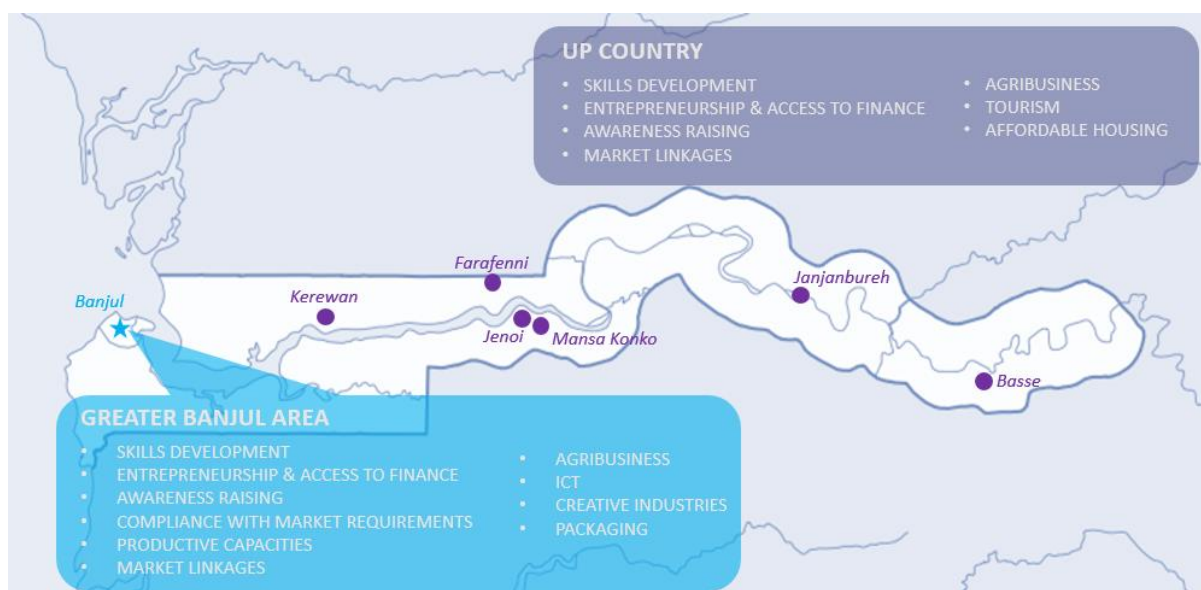 UP COUNTRY
• SKILLS DEVELOPMENT
• ENTREPRENEURSHIP & ACCESS TO FINANCE
• AWARENESS RAISING
• MARKET LINKAGES
• AGRIBUSINESS
• TOURISM
• AFFORDABLE HOUSING
Farafenni
Banjul
Kerewan
Janjanbureh
Jenoi
Mansa Konko
Basse
GREATER BANJUL AREA
• SKILLS DEVELOPMENT
• ENTREPRENEURSHIP & ACCESS TO FINANCE
• AWARENESS RAISING
• COMPLIANCE WITH MARKET REQUIREMENTS
• PRODUCTIVE CAPACITIES
• MARKET LINKAGES
• AGRIBUSINESS
• ICT
• CREATIVE INDUSTRIES
• PACKAGING